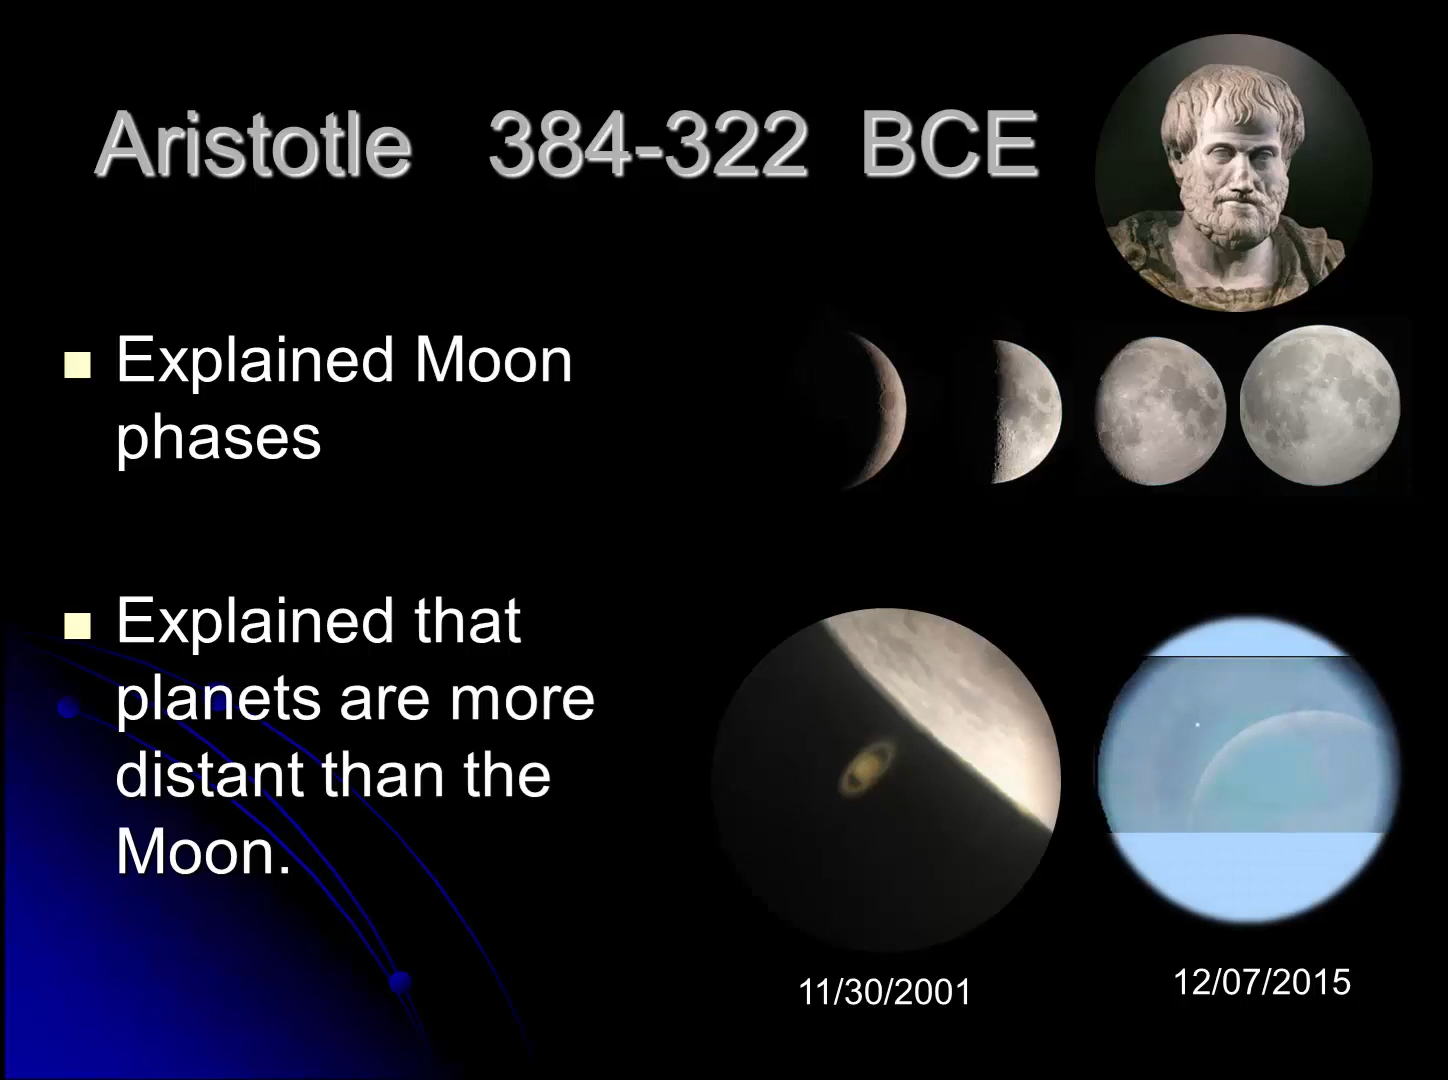 Aristotle 384-322 BCE
Explained Moon
phases
Explained that
planets are more
distant than the
Moon.
11/30/2001
12/07/2015